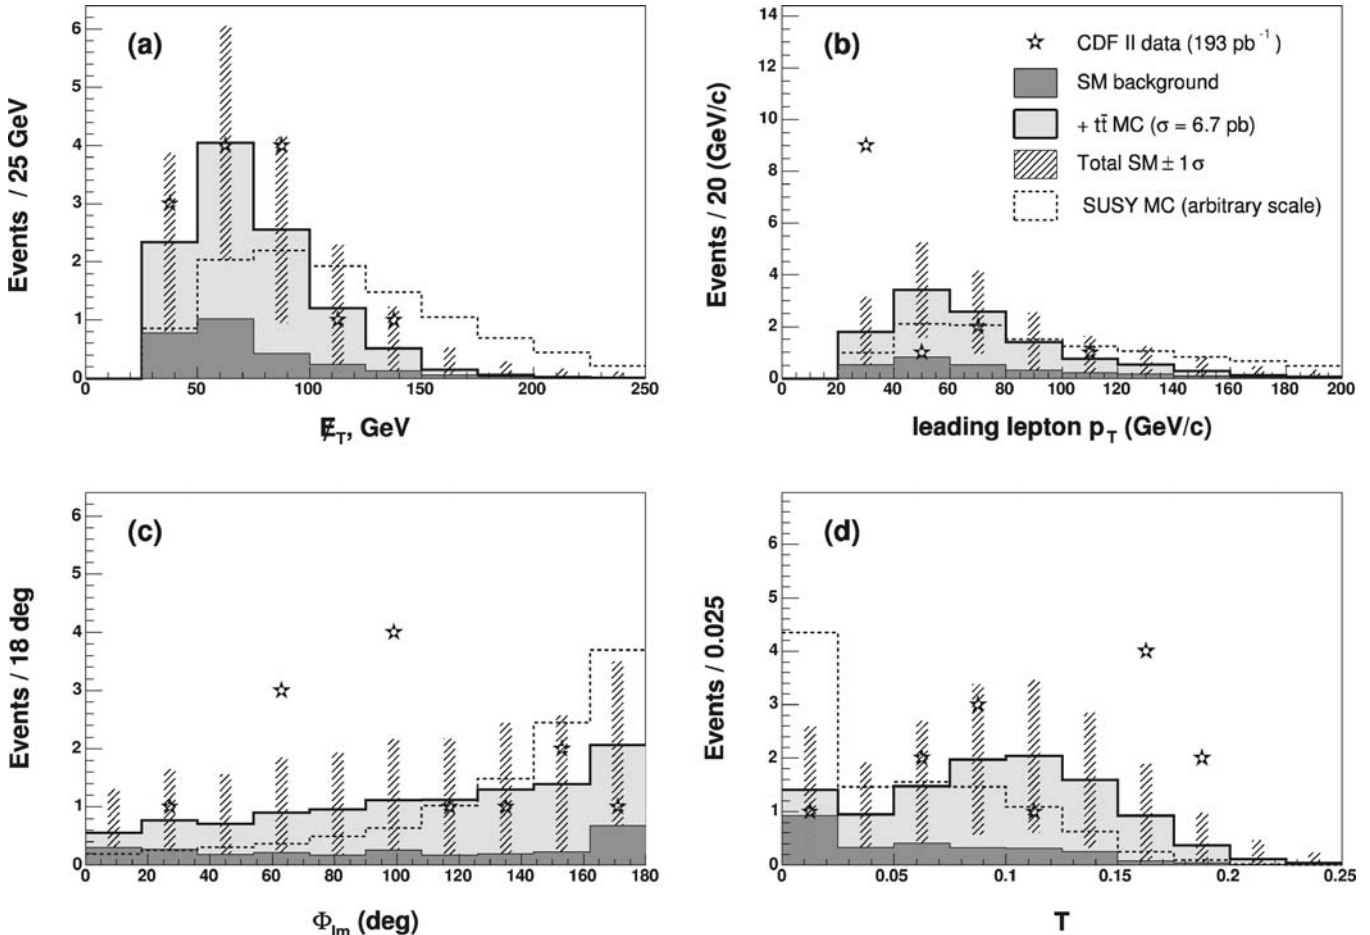 (a)
Events / 25 GeV
6
5
4
3
2
1
0
0 50 100 150 200 250
E̸T, GeV
(b)
Events / 20 (GeV/c)
14
12
10
8
6
4
2
0
0 20 40 60 80 100 120 140 160 180 200
leading lepton pT (GeV/c)
CDF II data (193 pb-1)
SM background
+ tt̄ MC (σ = 6.7 pb)
Total SM ± 1σ
SUSY MC (arbitrary scale)
(c)
Events / 18 deg
6
5
4
3
2
1
0
0 20 40 60 80 100 120 140 160 180
Φlm (deg)
(d)
Events / 0.025
6
5
4
3
2
1
0
0 0.05 0.1 0.15 0.2 0.25
T